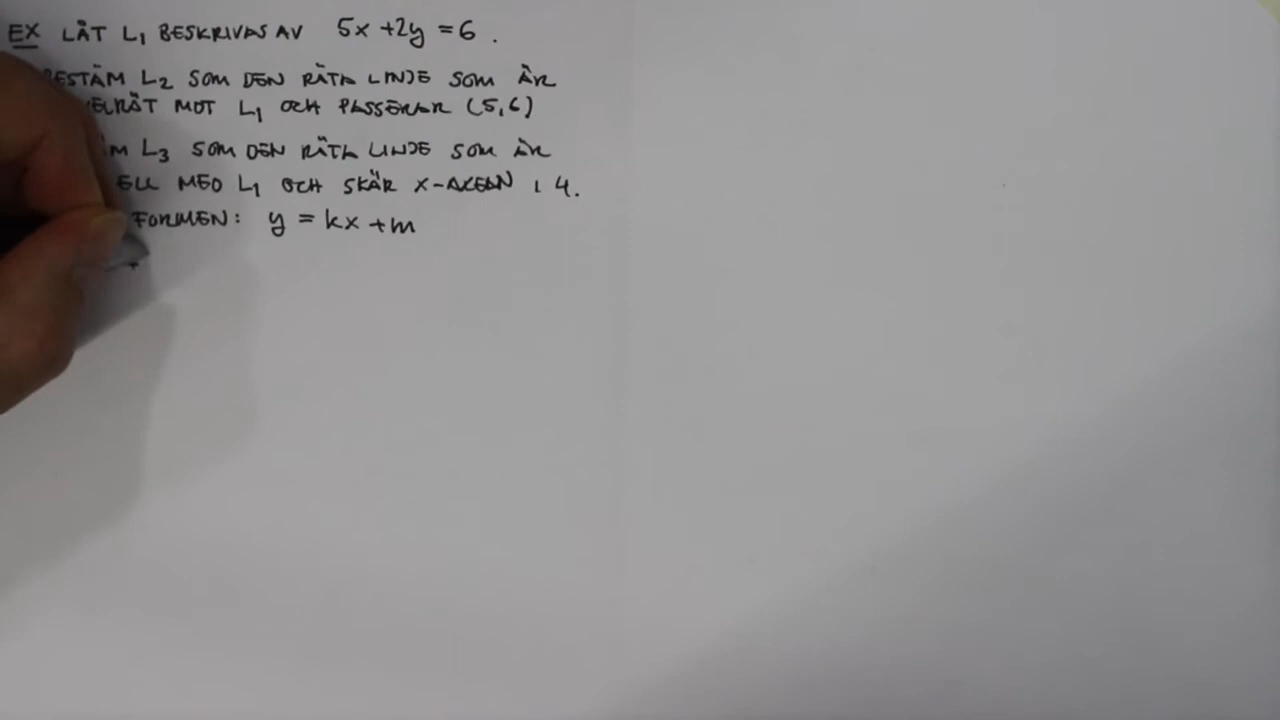 EX LÅT L1 BESKRIVAS AV 5x + 2y = 6.
BESTÄM L2 SOM DEN RÄTA LINJE SOM ÄR
MOT L1 OCH PASSERAR (5,6)
L3 SOM DEN RÄTA LINJE SOM ÄR
MED L1 OCH SKÄR X-AXELN I 4.
FORMEN: y = kx + m